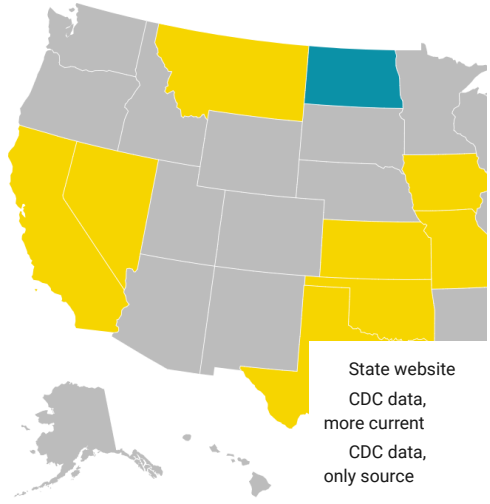 State website
CDC data,
more current
CDC data,
only source